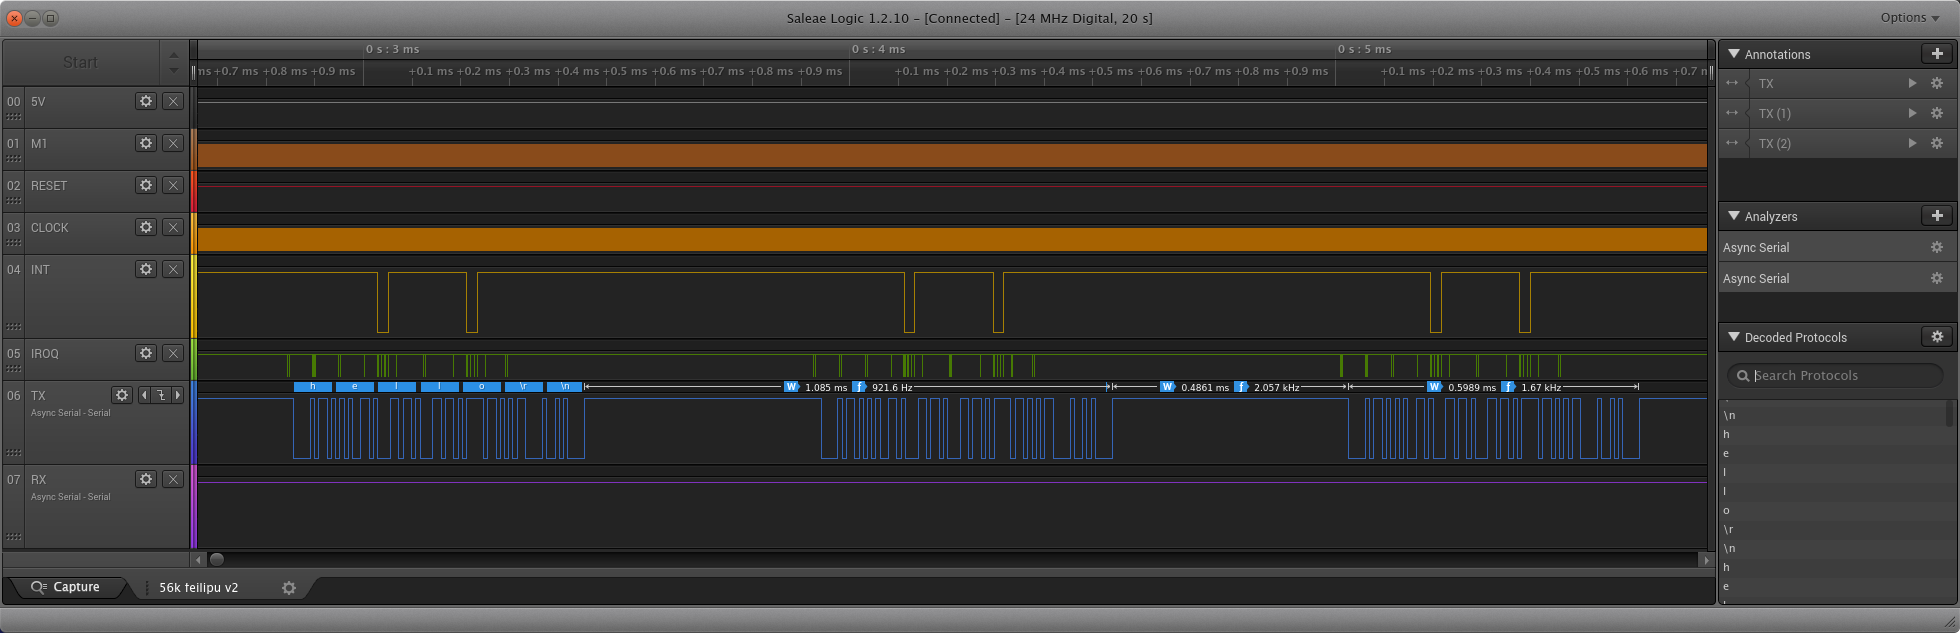 Saleae Logic 1.2.10 - [Connected] - [24 MHz Digital, 20 s]
Options
Start
0 s : 3 ms
0 s : 4 ms
0 s : 5 ms
ms +0.7 ms +0.8 ms +0.9 ms
+0.1 ms +0.2 ms +0.3 ms +0.4 ms +0.5 ms +0.6 ms +0.7 ms +0.8 ms +0.9 ms
+0.1 ms +0.2 ms +0.3 ms +0.4 ms +0.5 ms +0.6 ms +0.7 ms +0.8 ms +0.9 ms
+0.1 ms +0.2 ms +0.3 ms +0.4 ms +0.5 ms +0.6 ms +0.7 m
00 5V
01 M1
02 RESET
03 CLOCK
04 INT
05 IROQ
06 TX
Async Serial - Serial
h e l l o \r \n
W 1.085 ms f 921.6 Hz
W 0.4861 ms f 2.057 kHz
W 0.5989 ms f 1.67 kHz
07 RX
Async Serial - Serial
Capture
56k feilipu v2
Annotations
TX
TX (1)
TX (2)
Analyzers
Async Serial
Async Serial
Decoded Protocols
Search Protocols
\n
h
e
l
l
o
\r
\n
h
e